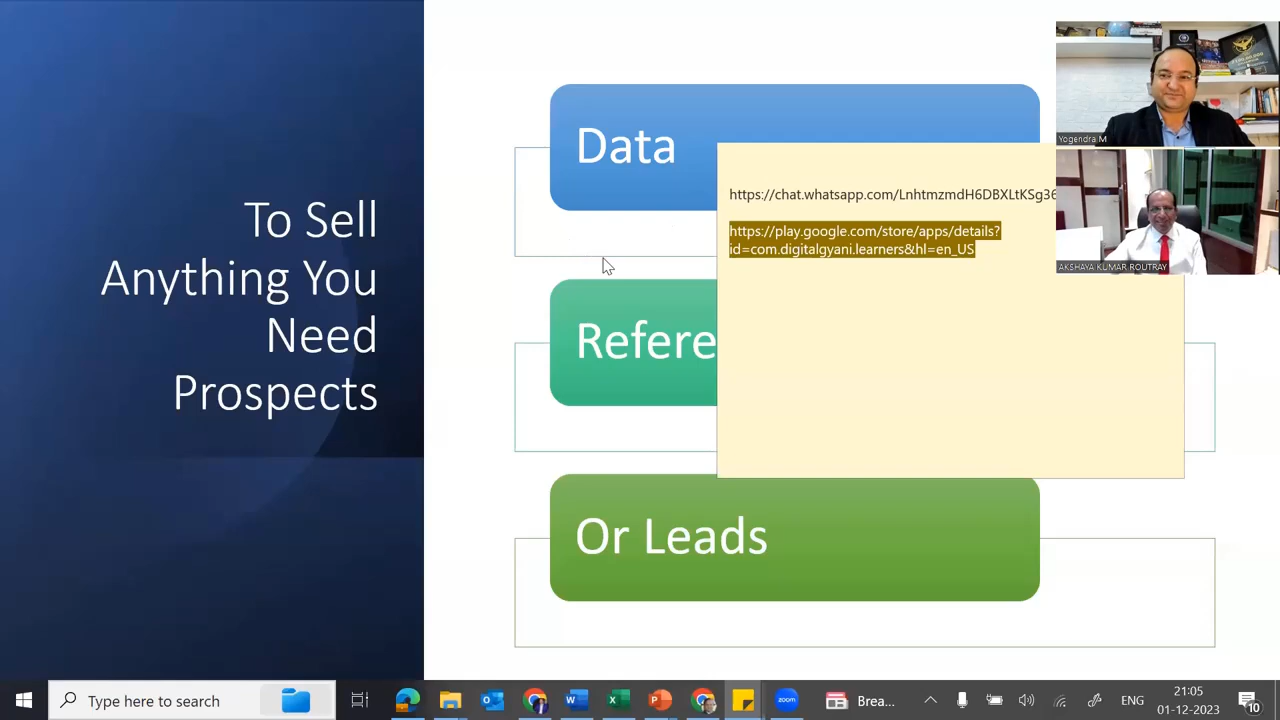 To Sell
Anything You
Need
Prospects
Data
Refere
Or Leads
https://chat.whatsapp.com/LnhtmzmdH6DBXLtKSg36
https://play.google.com/store/apps/details?
id=com.digitalgyani.learners&hl=en_US
Yogendra M
AKSHAYA KUMAR ROUTRAY
Type here to search
Brea...
ENG
21:05
01-12-2023
10